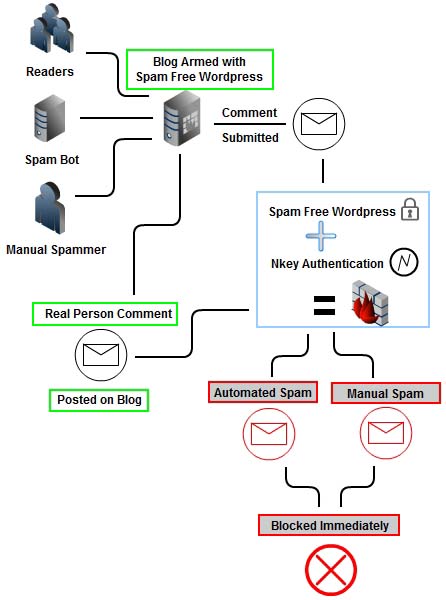 Blog Armed with
Spam Free Wordpress
Readers
Comment
Submitted
Spam Bot
Manual Spammer
Spam Free Wordpress
Nkey Authentication
N
=
Real Person Comment
Posted on Blog
Automated Spam
Manual Spam
Blocked Immediately